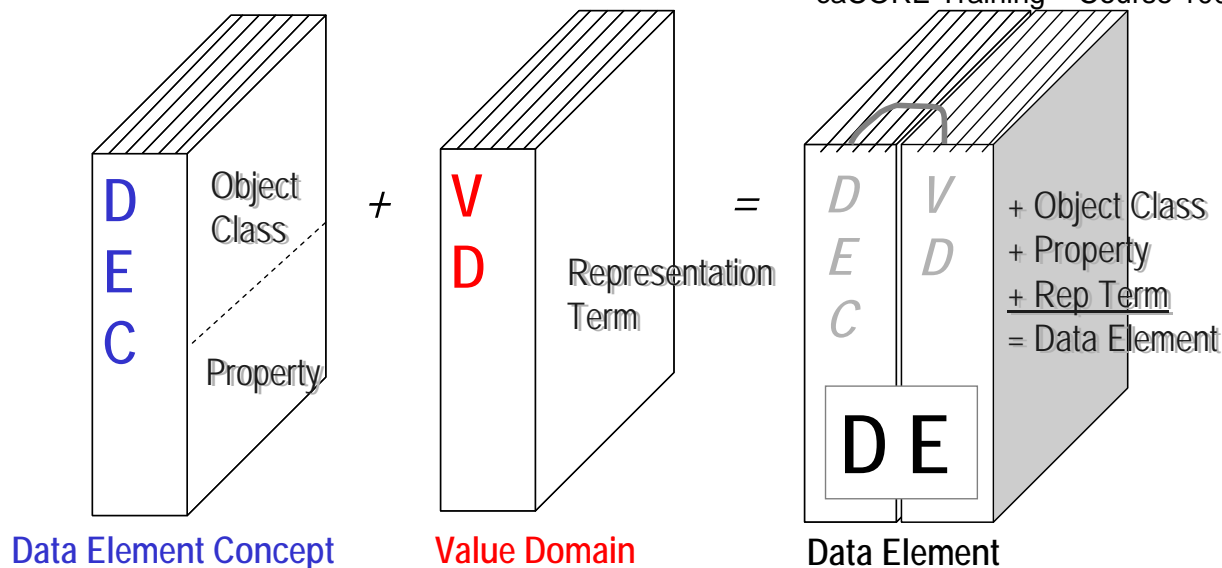 D
E
C
Object
Class
Property
+
V
D
Representation
Term
=
D
E
C
V
D
+ Object Class
+ Property
+ Rep Term
= Data Element
D E
Data Element Concept
Value Domain
Data Element